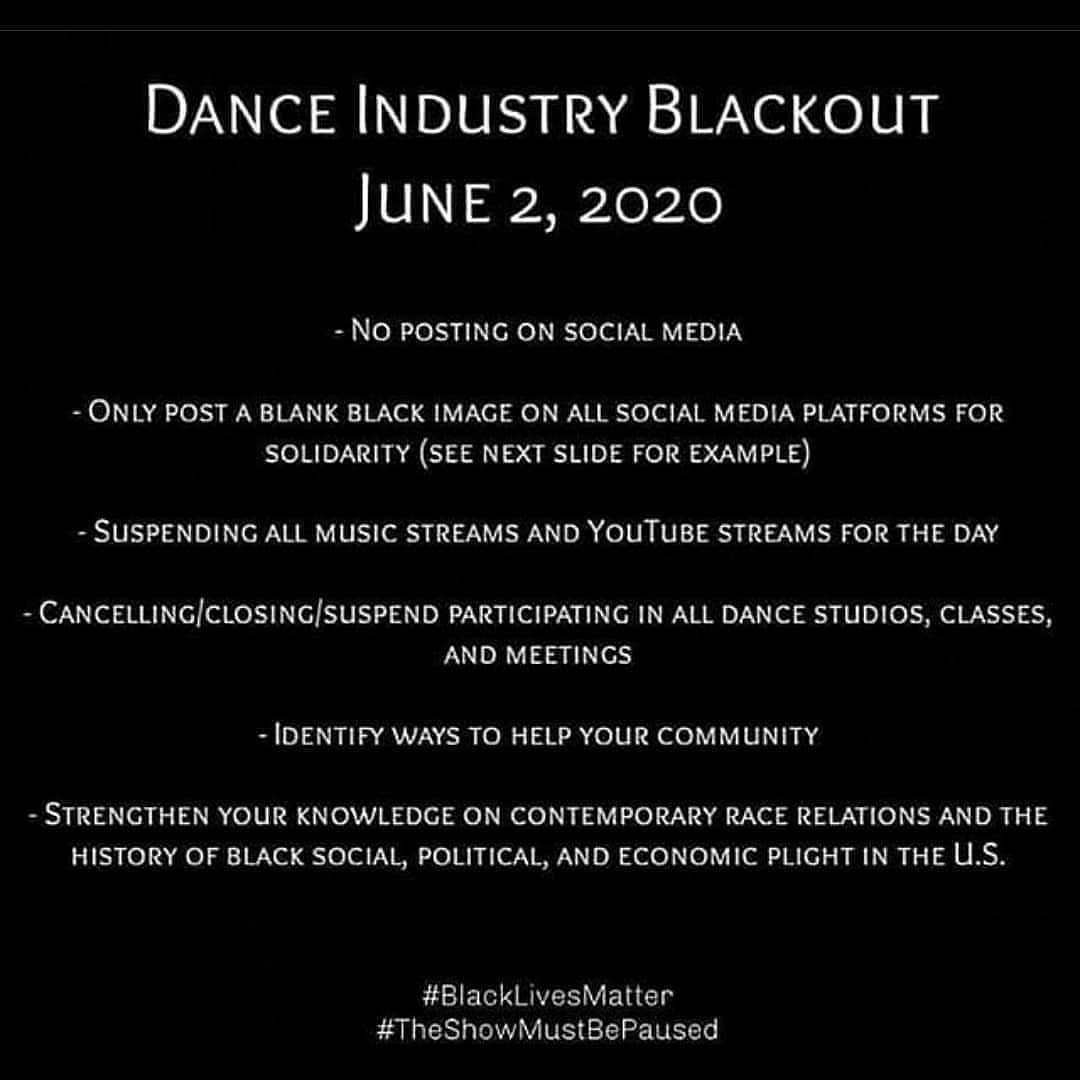 Dance Industry Blackout
June 2, 2020
- No posting on social media
- Only post a blank black image on all social media platforms for
solidarity (see next slide for example)
- Suspending all music streams and YouTube streams for the day
- Cancelling/closing/suspend participating in all dance studios, classes,
and meetings
- Identify ways to help your community
- Strengthen your knowledge on contemporary race relations and the
history of black social, political, and economic plight in the U.S.
#BlackLivesMatter
#TheShowMustBePaused